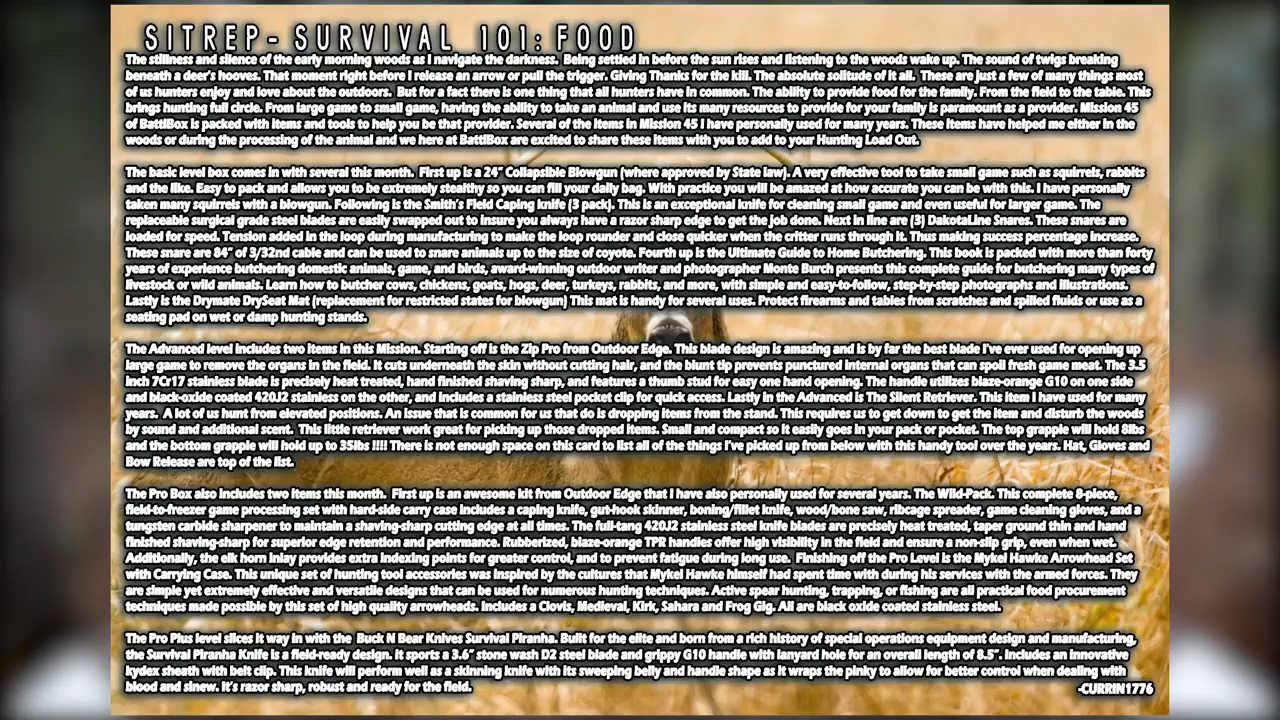 SITREP- SURVIVAL 101: FOOD
The stillness and silence of the early morning woods as I navigate the darkness. Being settled in before the sun rises and listening to the woods wake up. The sound of twigs breaking
beneath a deer's hooves. That moment right before I release an arrow or pull the trigger. Giving Thanks for the kill. The absolute solitude of it all. These are just a few of many things most
of us hunters enjoy and love about the outdoors. But for a fact there is one thing that all hunters have in common. The ability to provide food for the family. From the field to the table. This
brings hunting full circle. From large game to small game, having the ability to take an animal and use its many resources to provide for your family is paramount as a provider. Mission 45
of BattlBox is packed with items and tools to help you be that provider. Several of the items in Mission 45 I have personally used for many years. These items have helped me either in the
woods or during the processing of the animal and we here at BattlBox are excited to share these items with you to add to your Hunting Load Out.
The basic level box comes in with several this month. First up is a 24" Collapsible Blowgun (where approved by State law). A very effective tool to take small game such as squirrels, rabbits
and the like. Easy to pack and allows you to be extremely stealthy so you can fill your daily bag. With practice you will be amazed at how accurate you can be with this. I have personally
taken many squirrels with a blowgun. Following is the Smith's Field Caping knife (3 pack). This is an exceptional knife for cleaning small game and even useful for larger game. The
replaceable surgical grade steel blades are easily swapped out to insure you always have a razor sharp edge to get the job done. Next in line are (3) DakotaLine Snares. These snares are
loaded for speed. Tension added in the loop during manufacturing to make the loop rounder and close quicker when the critter runs through it. Thus making success percentage increase.
These snare are 84" of 3/32nd cable and can be used to snare animals up to the size of coyote. Fourth up is the Ultimate Guide to Home Butchering. This book is packed with more than forty
years of experience butchering domestic animals, game, and birds, award-winning outdoor writer and photographer Monte Burch presents this complete guide for butchering many types of
livestock or wild animals. Learn how to butcher cows, chickens, goats, hogs, deer, turkeys, rabbits, and more, with simple and easy-to-follow, step-by-step photographs and illustrations.
Lastly is the Drymate DrySeat Mat (replacement for restricted states for blowgun) This mat is handy for several uses. Protect firearms and tables from scratches and spilled fluids or use as a
seating pad on wet or damp hunting stands.
The Advanced level includes two items in this Mission. Starting off is the Zip Pro from Outdoor Edge. This blade design is amazing and is by far the best blade I've ever used for opening up
large game to remove the organs in the field. It cuts underneath the skin without cutting hair, and the blunt tip prevents punctured internal organs that can spoil fresh game meat. The 3.5
inch 7Cr17 stainless blade is precisely heat treated, hand finished shaving sharp, and features a thumb stud for easy one hand opening. The handle utilizes blaze-orange G10 on one side
and black-oxide coated 420J2 stainless on the other, and includes a stainless steel pocket clip for quick access. Lastly in the Advanced is The Silent Retriever. This item I have used for many
years. A lot of us hunt from elevated positions. An issue that is common for us that do is dropping items from the stand. This requires us to get down to get the item and disturb the woods
by sound and additional scent. This little retriever work great for picking up those dropped items. Small and compact so it easily goes in your pack or pocket. The top grapple will hold 8lbs
and the bottom grapple will hold up to 35lbs !!!! There is not enough space on this card to list all of the things I've picked up from below with this handy tool over the years. Hat, Gloves and
Bow Release are top of the list.
The Pro Box also includes two items this month. First up is an awesome kit from Outdoor Edge that I have also personally used for several years. The Wild-Pack. This complete 8-piece,
field-to-freezer game processing set with hard-side carry case includes a caping knife, gut-hook skinner, boning/fillet knife, wood/bone saw, ribcage spreader, game cleaning gloves, and a
tungsten carbide sharpener to maintain a shaving-sharp cutting edge at all times. The full-tang 420J2 stainless steel knife blades are precisely heat treated, taper ground thin and hand
finished shaving-sharp for superior edge retention and performance. Rubberized, blaze-orange TPR handles offer high visibility in the field and ensure a non-slip grip, even when wet.
Additionally, the elk horn inlay provides extra indexing points for greater control, and to prevent fatigue during long use. Finishing off the Pro Level is the Mykel Hawke Arrowhead Set
with Carrying Case. This unique set of hunting tool accessories was inspired by the cultures that Mykel Hawke himself had spent time with during his services with the armed forces. They
are simple yet extremely effective and versatile designs that can be used for numerous hunting techniques. Active spear hunting, trapping, or fishing are all practical food procurement
techniques made possible by this set of high quality arrowheads. Includes a Clovis, Medieval, Kirk, Sahara and Frog Gig. All are black oxide coated stainless steel.
The Pro Plus level slices it way in with the Buck N Bear Knives Survival Piranha. Built for the elite and born from a rich history of special operations equipment design and manufacturing,
the Survival Piranha Knife is a field-ready design. It sports a 3.6" stone wash D2 steel blade and grippy G10 handle with lanyard hole for an overall length of 8.5". Includes an innovative
kydex sheath with belt clip. This knife will perform well as a skinning knife with its sweeping belly and handle shape as it wraps the pinky to allow for better control when dealing with
blood and sinew. It's razor sharp, robust and ready for the field.
-CURRIN1776